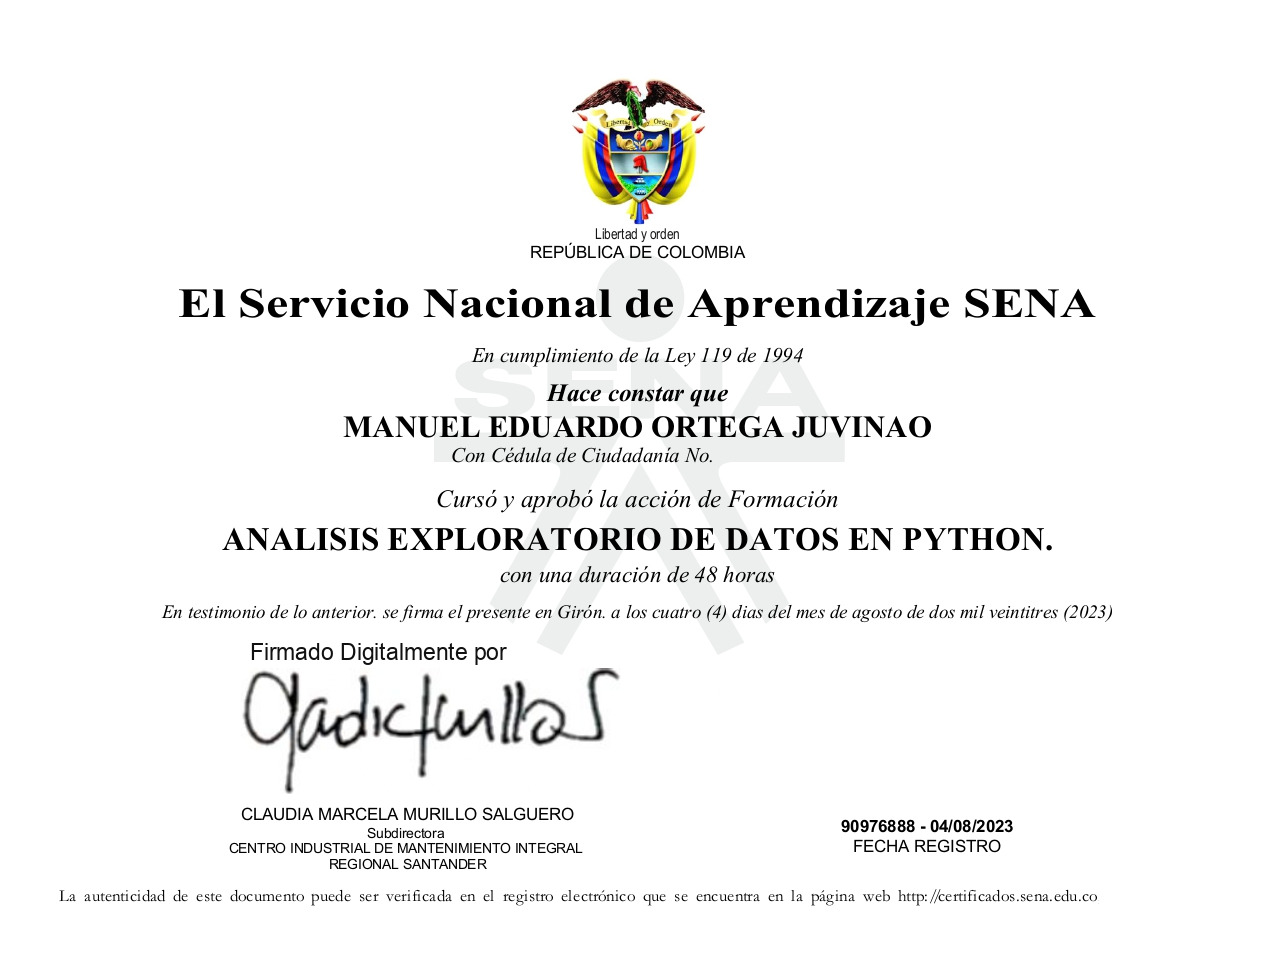 Libertad y Orden
Libertad y orden
REPÚBLICA DE COLOMBIA
El Servicio Nacional de Aprendizaje SENA
En cumplimiento de la Ley 119 de 1994
SENA
Hace constar que
MANUEL EDUARDO ORTEGA JUVINAO
Con Cédula de Ciudadanía No.
Cursó y aprobó la acción de Formación
ANALISIS EXPLORATORIO DE DATOS EN PYTHON.
con una duración de 48 horas
En testimonio de lo anterior. se firma el presente en Girón. a los cuatro (4) dias del mes de agosto de dos mil veintitres (2023)
Firmado Digitalmente por
CLAUDIA MARCELA MURILLO SALGUERO
Subdirectora
CENTRO INDUSTRIAL DE MANTENIMIENTO INTEGRAL
REGIONAL SANTANDER
90976888 - 04/08/2023
FECHA REGISTRO
La autenticidad de este documento puede ser verificada en el registro electrónico que se encuentra en la página web http://certificados.sena.edu.co